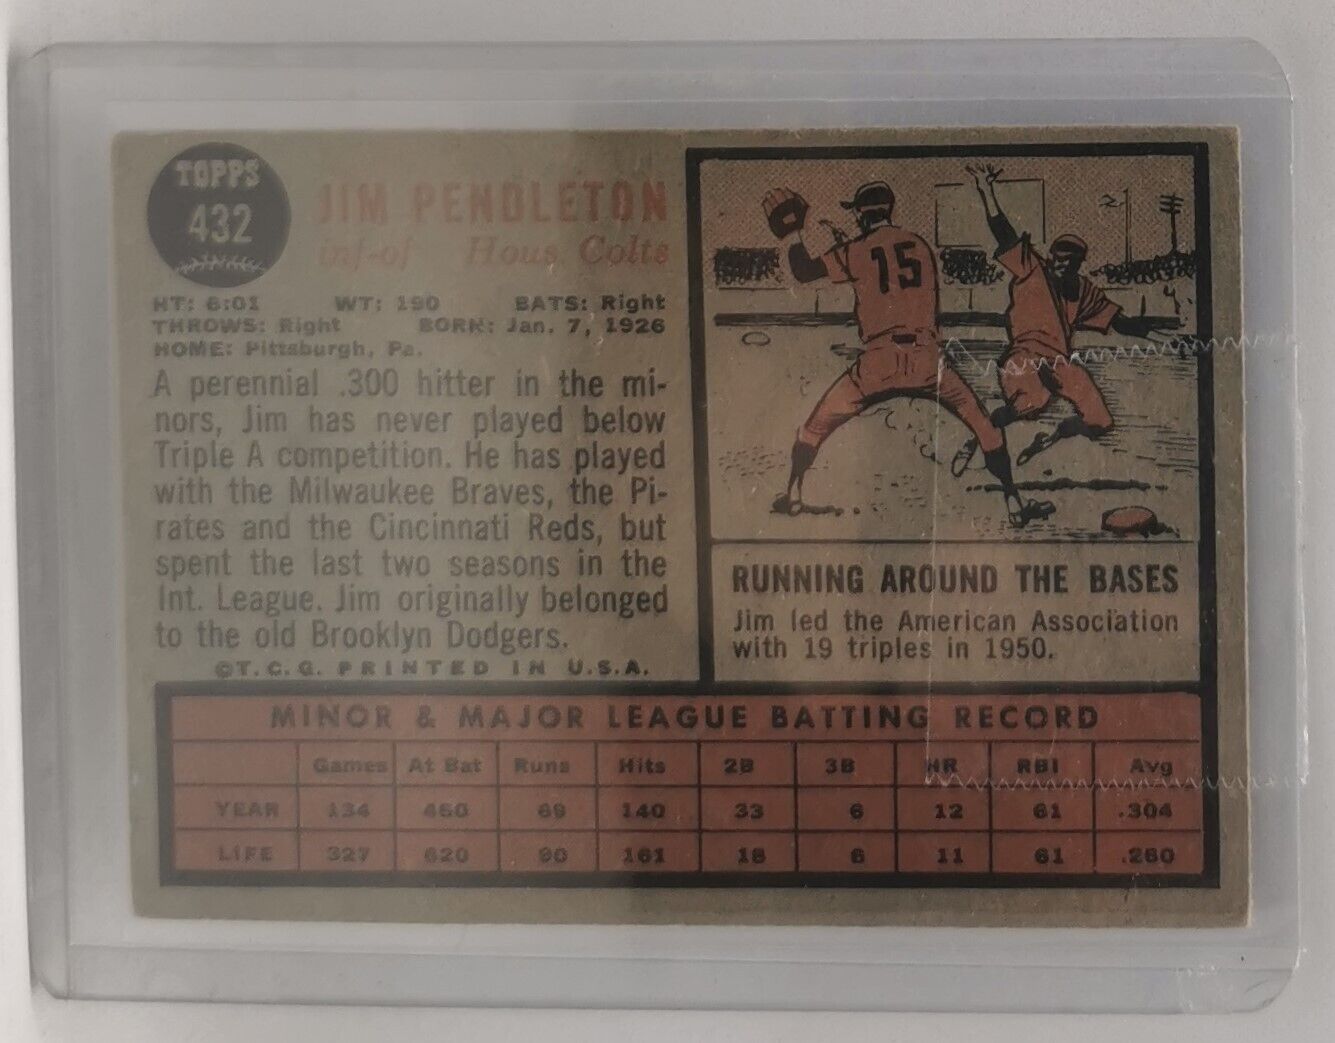 TOPPS
432
JIM PENDLETON
inf-of Hous. Colts
HT: 6:01 WT: 190 BATS: Right
THROWS: Right BORN: Jan. 7, 1926
HOME: Pittsburgh, Pa.
A perennial .300 hitter in the mi-
nors, Jim has never played below
Triple A competition. He has played
with the Milwaukee Braves, the Pi-
rates and the Cincinnati Reds, but
spent the last two seasons in the
Int. League. Jim originally belonged
to the old Brooklyn Dodgers.
©T.C.G. PRINTED IN U.S.A.
15
RUNNING AROUND THE BASES
Jim led the American Association
with 19 triples in 1950.
MINOR & MAJOR LEAGUE BATTING RECORD
Games At Bat Runs Hits 2B 3B HR RBI Avg
YEAR 134 460 69 140 33 6 12 61 .304
LIFE 327 620 90 161 18 6 11 61 .260